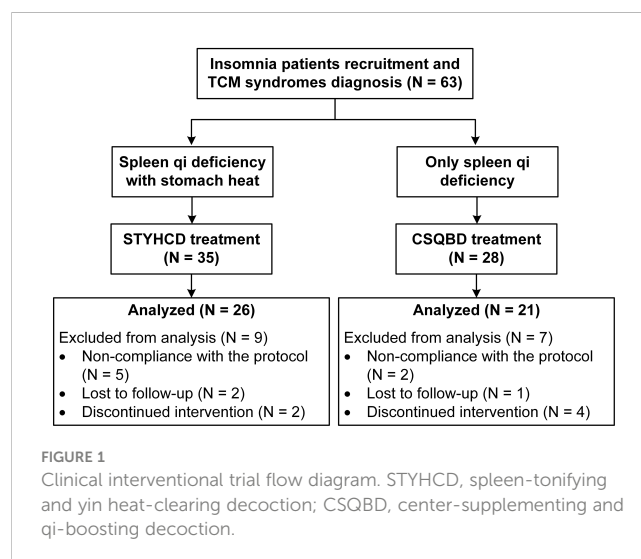 Insomnia patients recruitment and
TCM syndromes diagnosis (N = 63)
Spleen qi deficiency
with stomach heat
Only spleen qi
deficiency
STYHCD treatment
(N = 35)
CSQBD treatment
(N = 28)
Analyzed (N = 26)
Excluded from analysis (N = 9)
• Non-compliance with the protocol
(N = 5)
• Lost to follow-up (N = 2)
• Discontinued intervention (N = 2)
Analyzed (N = 21)
Excluded from analysis (N = 7)
• Non-compliance with the protocol
(N = 2)
• Lost to follow-up (N = 1)
• Discontinued intervention (N = 4)
FIGURE 1
Clinical interventional trial flow diagram. STYHCD, spleen-tonifying
and yin heat-clearing decoction; CSQBD, center-supplementing and
qi-boosting decoction.